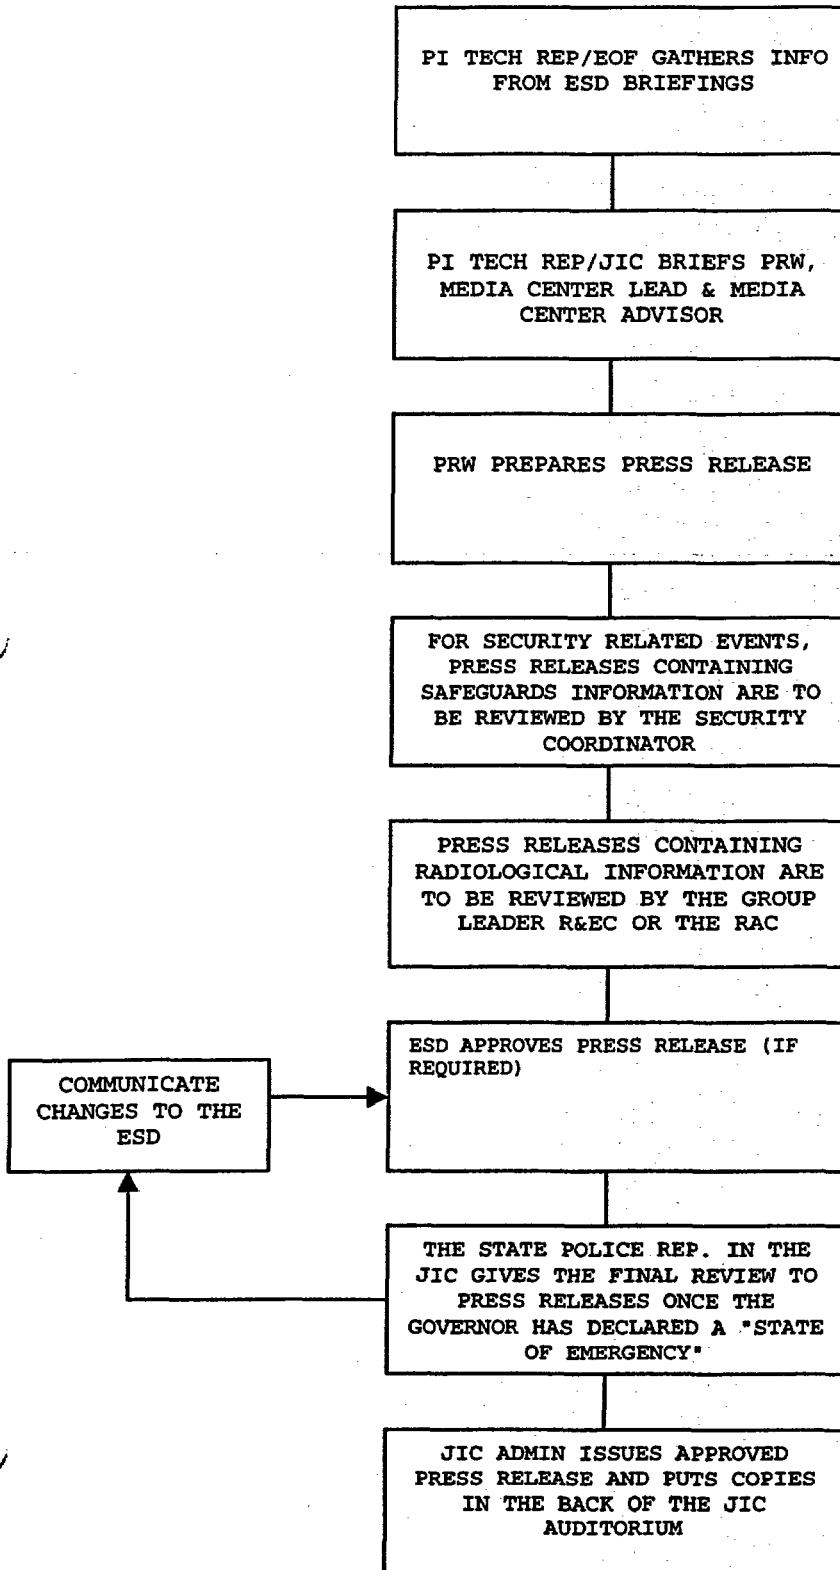 PI TECH REP/EOF GATHERS INFO
FROM ESD BRIEFINGS
PI TECH REP/JIC BRIEFS PRW,
MEDIA CENTER LEAD & MEDIA
CENTER ADVISOR
PRW PREPARES PRESS RELEASE
FOR SECURITY RELATED EVENTS,
PRESS RELEASES CONTAINING
SAFEGUARDS INFORMATION ARE TO
BE REVIEWED BY THE SECURITY
COORDINATOR
PRESS RELEASES CONTAINING
RADIOLOGICAL INFORMATION ARE
TO BE REVIEWED BY THE GROUP
LEADER R&EC OR THE RAC
ESD APPROVES PRESS RELEASE (IF
REQUIRED)
COMMUNICATE
CHANGES TO THE
ESD
THE STATE POLICE REP. IN THE
JIC GIVES THE FINAL REVIEW TO
PRESS RELEASES ONCE THE
GOVERNOR HAS DECLARED A "STATE
OF EMERGENCY"
JIC ADMIN ISSUES APPROVED
PRESS RELEASE AND PUTS COPIES
IN THE BACK OF THE JIC
AUDITORIUM